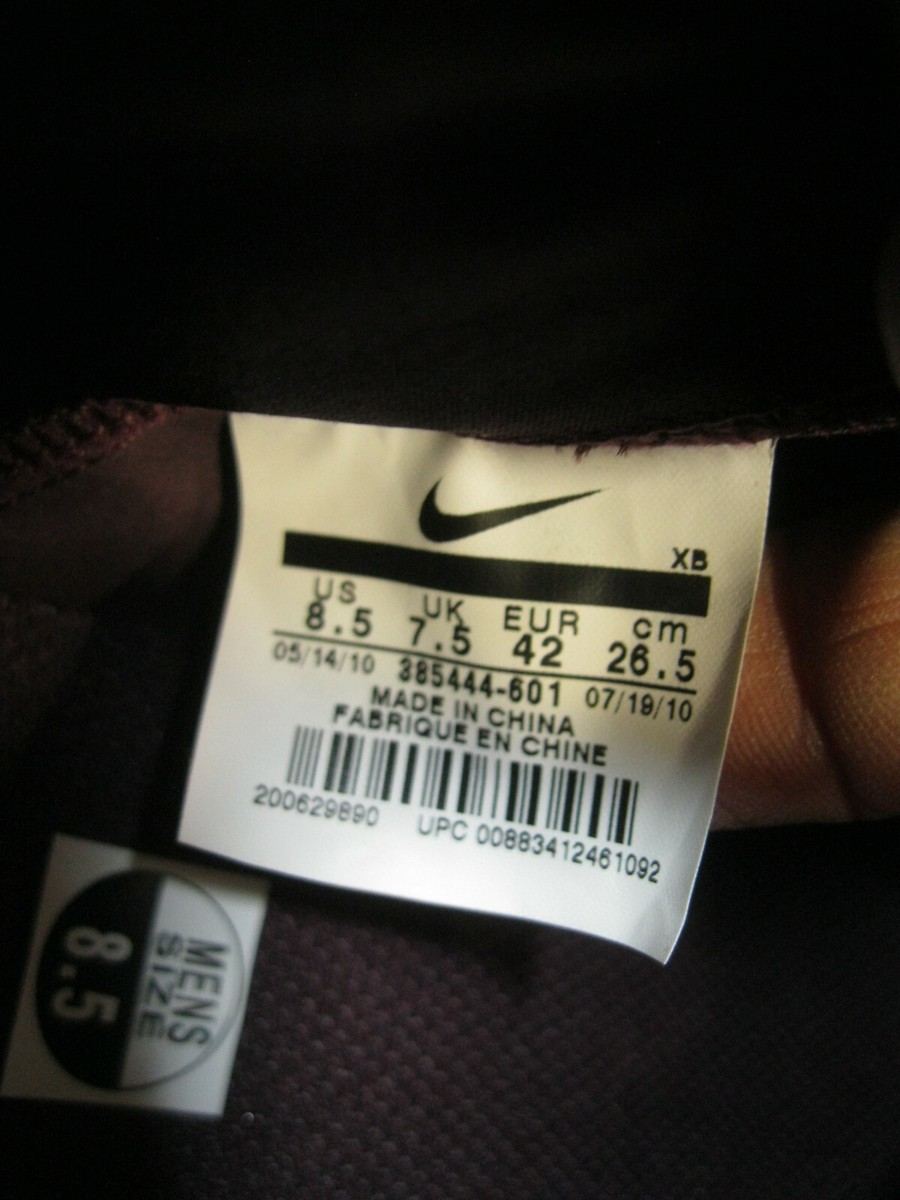 XB
US UK EUR cm
8.5 7.5 42 26.5
05/14/10 385444-601 07/19/10
MADE IN CHINA
FABRIQUE EN CHINE
200629890 UPC 00883412461092
MENS
SIZE
8.5